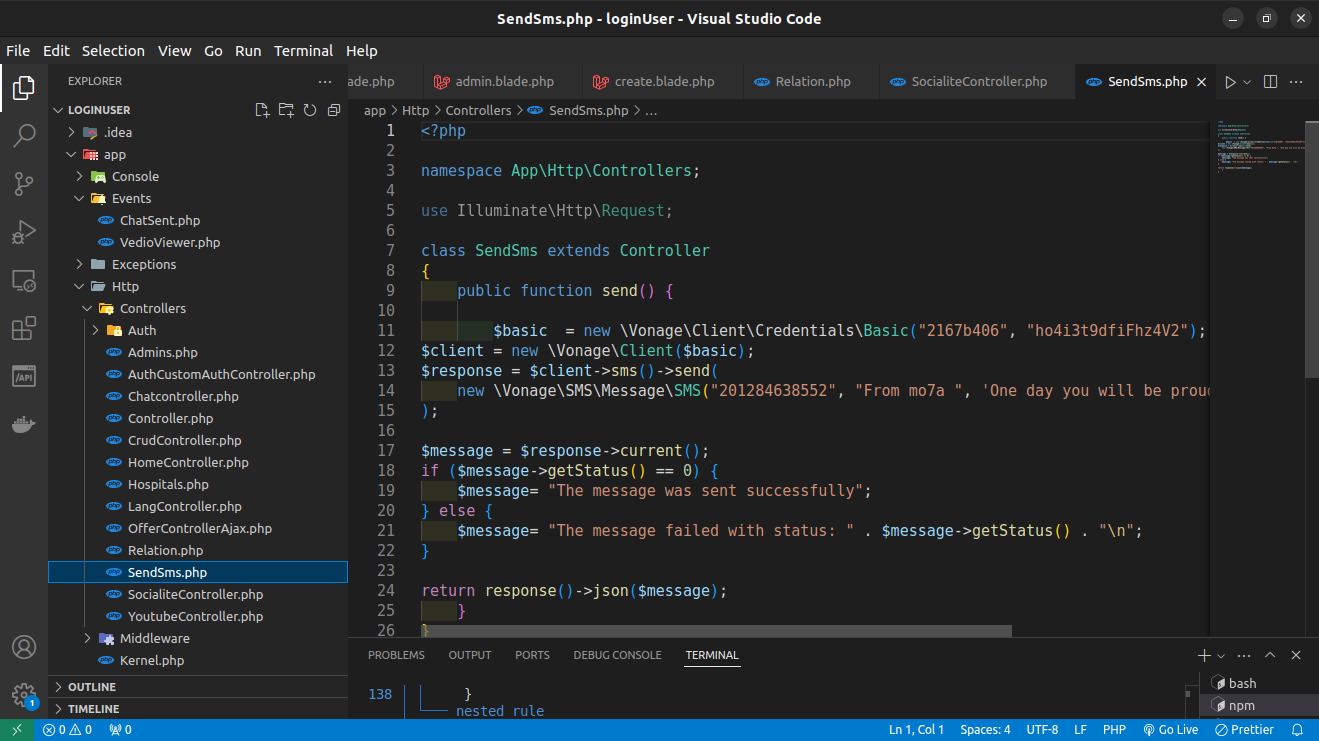 SendSms.php - loginUser - Visual Studio Code
File Edit Selection View Go Run Terminal Help
EXPLORER
LOGINUSER
.idea
app
Console
Events
ChatSent.php
VedioViewer.php
Exceptions
Http
Controllers
Auth
Admins.php
AuthCustomAuthController.php
Chatcontroller.php
Controller.php
CrudController.php
HomeController.php
Hospitals.php
LangController.php
OfferControllerAjax.php
Relation.php
SendSms.php
SocialiteController.php
YoutubeController.php
Middleware
Kernel.php
OUTLINE
TIMELINE
/API
1
ade.php admin.blade.php create.blade.php Relation.php SocialiteController.php SendSms.php
app > Http > Controllers > SendSms.php > ...
1 <?php
2
3 namespace App\Http\Controllers;
4
5 use Illuminate\Http\Request;
6
7 class SendSms extends Controller
8 {
9     public function send() {
10
11         $basic  = new \Vonage\Client\Credentials\Basic("2167b406", "ho4i3t9dfiFhz4V2");
12 $client = new \Vonage\Client($basic);
13 $response = $client->sms()->send(
14     new \Vonage\SMS\Message\SMS("201284638552", "From mo7a ", 'One day you will be proud
15 );
16
17 $message = $response->current();
18 if ($message->getStatus() == 0) {
19     $message= "The message was sent successfully";
20 } else {
21     $message= "The message failed with status: " . $message->getStatus() . "\n";
22 }
23
24 return response()->json($message);
25     }
26 }
PROBLEMS OUTPUT PORTS DEBUG CONSOLE TERMINAL
138 }
nested rule
bash
npm
0 0 0 Ln 1, Col 1 Spaces: 4 UTF-8 LF PHP Go Live Prettier